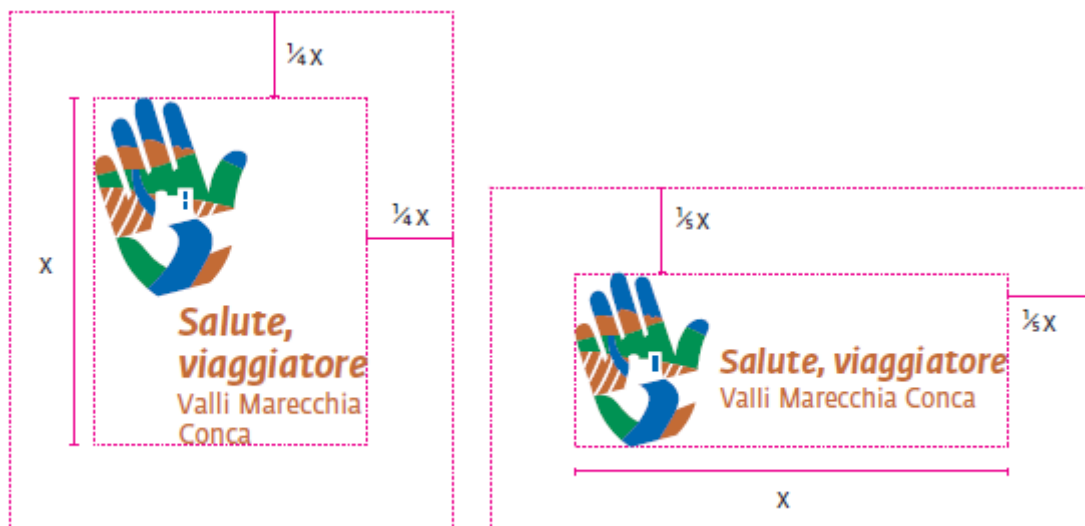 ¼ X
¼ X
X
Salute,
viaggiatore
Valli Marecchia
Conca
⅕ X
⅕ X
Salute, viaggiatore
Valli Marecchia Conca
X